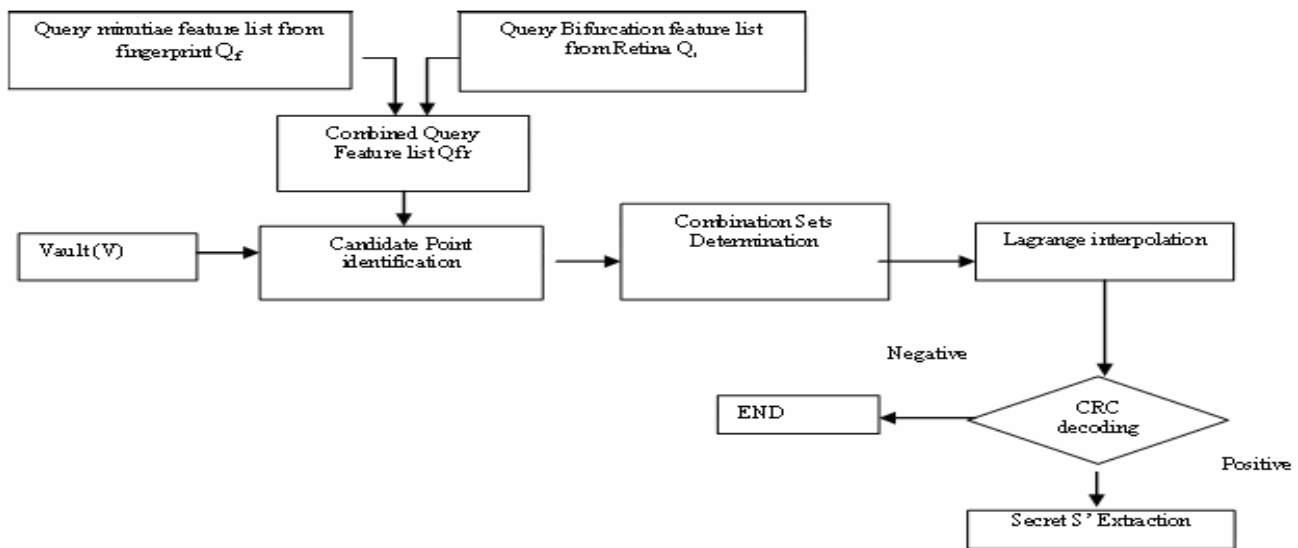 Query minutiae feature list from
fingerprint Qf
Query Bifurcation feature list
from Retina Qr
Combined Query
Feature list Qfr
Vault (V)
Candidate Point
identification
Combination Sets
Determination
Lagrange interpolation
Negative
END
CRC
decoding
Positive
Secret S' Extraction